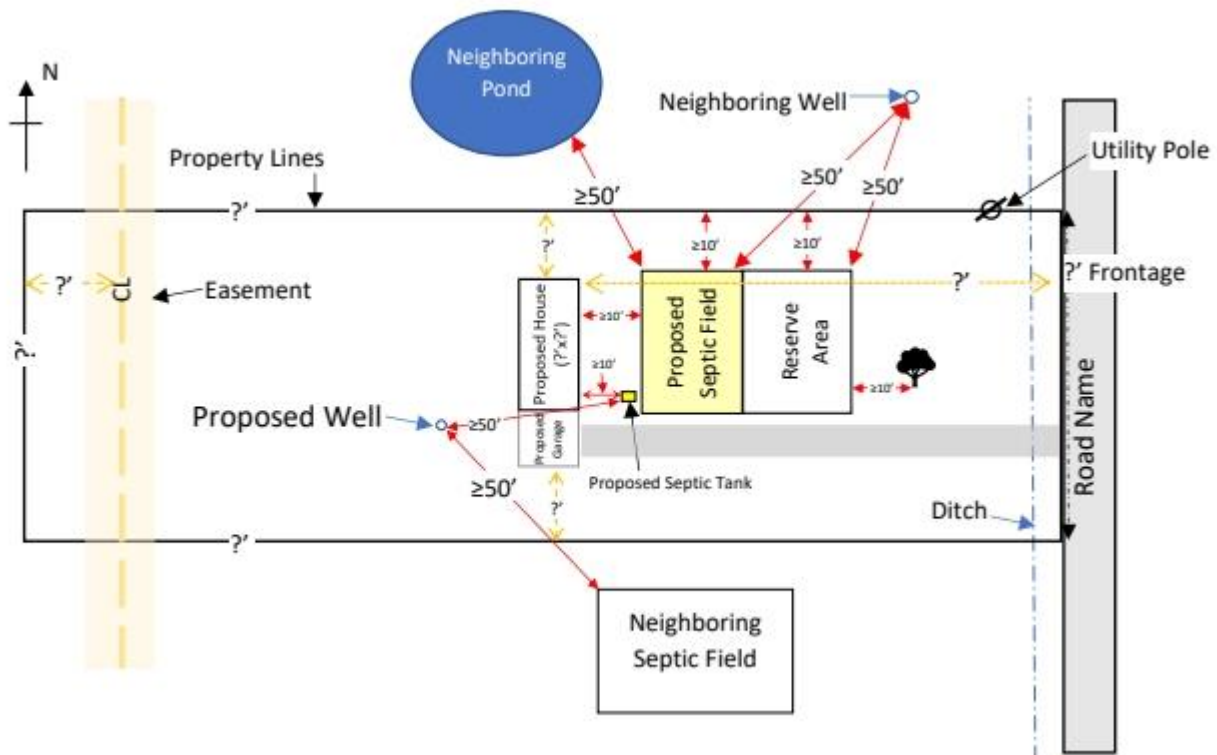 Neighboring
Pond
N
Neighboring Well
Property Lines
Utility Pole
≥50'
≥50'
≥50'
?'
?'
≥10'
≥10'
?' Frontage
?'
CL
Easement
?'
Proposed House
(?'x?')
≥10'
Proposed
Septic Field
Reserve
Area
?'
≥10'
≥10'
Proposed Well
≥50'
Proposed
Garage
Road Name
≥50'
Proposed Septic Tank
?'
Ditch
?'
Neighboring
Septic Field